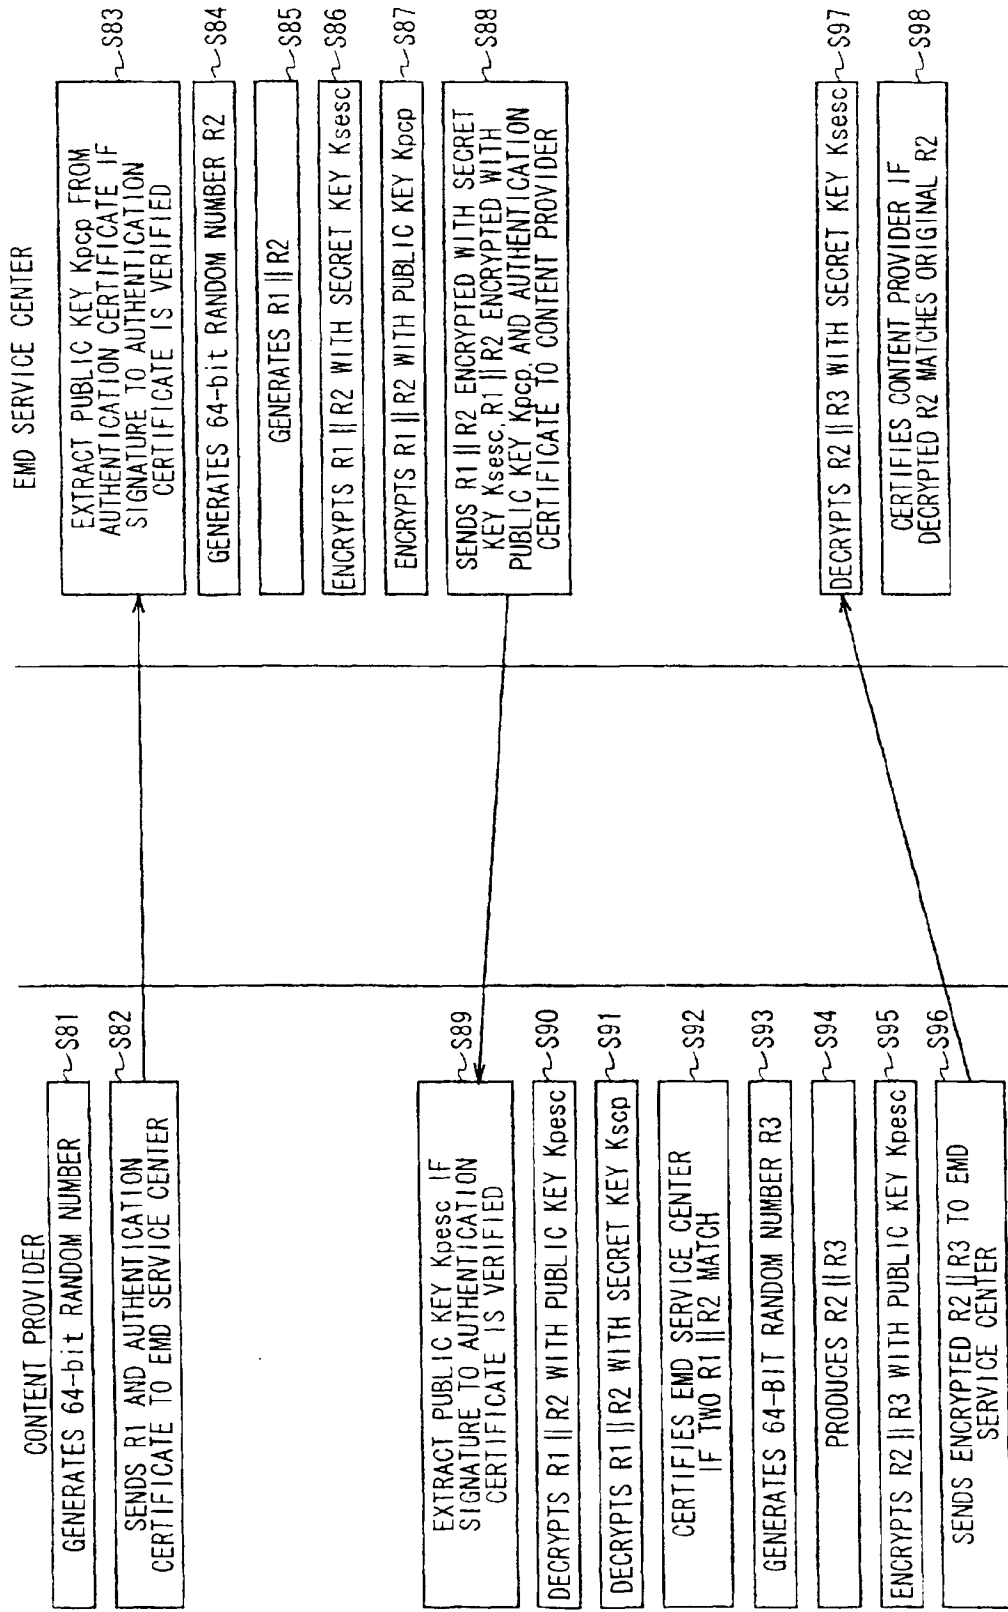 CONTENT PROVIDER
GENERATES 64-bit RANDOM NUMBER
S81
SENDS R1 AND AUTHENTICATION
CERTIFICATE TO EMD SERVICE CENTER
S82
EMD SERVICE CENTER
EXTRACT PUBLIC KEY Kpcp FROM
AUTHENTICATION CERTIFICATE IF
SIGNATURE TO AUTHENTICATION
CERTIFICATE IS VERIFIED
S83
GENERATES 64-bit RANDOM NUMBER R2
S84
GENERATES R1 || R2
S85
ENCRYPTS R1 || R2 WITH SECRET KEY Ksesc
S86
ENCRYPTS R1 || R2 WITH PUBLIC KEY Kpcp
S87
SENDS R1 || R2 ENCRYPTED WITH SECRET
KEY Ksesc, R1 || R2 ENCRYPTED WITH
PUBLIC KEY Kpcp, AND AUTHENTICATION
CERTIFICATE TO CONTENT PROVIDER
S88
EXTRACT PUBLIC KEY Kpesc IF
SIGNATURE TO AUTHENTICATION
CERTIFICATE IS VERIFIED
S89
DECRYPTS R1 || R2 WITH PUBLIC KEY Kpesc
S90
DECRYPTS R1 || R2 WITH SECRET KEY Kscp
S91
CERTIFIES EMD SERVICE CENTER
IF TWO R1 || R2 MATCH
S92
GENERATES 64-BIT RANDOM NUMBER R3
S93
PRODUCES R2 || R3
S94
ENCRYPTS R2 || R3 WITH PUBLIC KEY Kpesc
S95
SENDS ENCRYPTED R2 || R3 TO EMD
SERVICE CENTER
S96
DECRYPTS R2 || R3 WITH SECRET KEY Ksesc
S97
CERTIFIES CONTENT PROVIDER IF
DECRYPTED R2 MATCHES ORIGINAL R2
S98